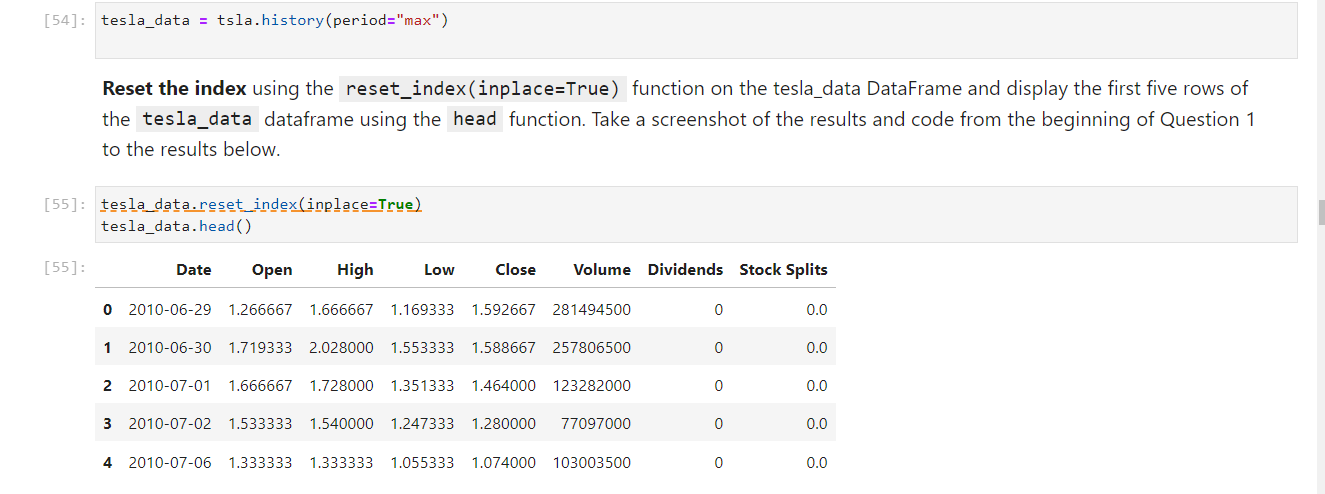 [54]: tesla_data = tsla.history(period="max")
Reset the index using the reset_index(inplace=True) function on the tesla_data DataFrame and display the first five rows of
the tesla_data dataframe using the head function. Take a screenshot of the results and code from the beginning of Question 1
to the results below.
[55]: tesla_data.reset_index(inplace=True)
tesla_data.head()
[55]: Date Open High Low Close Volume Dividends Stock Splits
0 2010-06-29 1.266667 1.666667 1.169333 1.592667 281494500 0 0.0
1 2010-06-30 1.719333 2.028000 1.553333 1.588667 257806500 0 0.0
2 2010-07-01 1.666667 1.728000 1.351333 1.464000 123282000 0 0.0
3 2010-07-02 1.533333 1.540000 1.247333 1.280000 77097000 0 0.0
4 2010-07-06 1.333333 1.333333 1.055333 1.074000 103003500 0 0.0